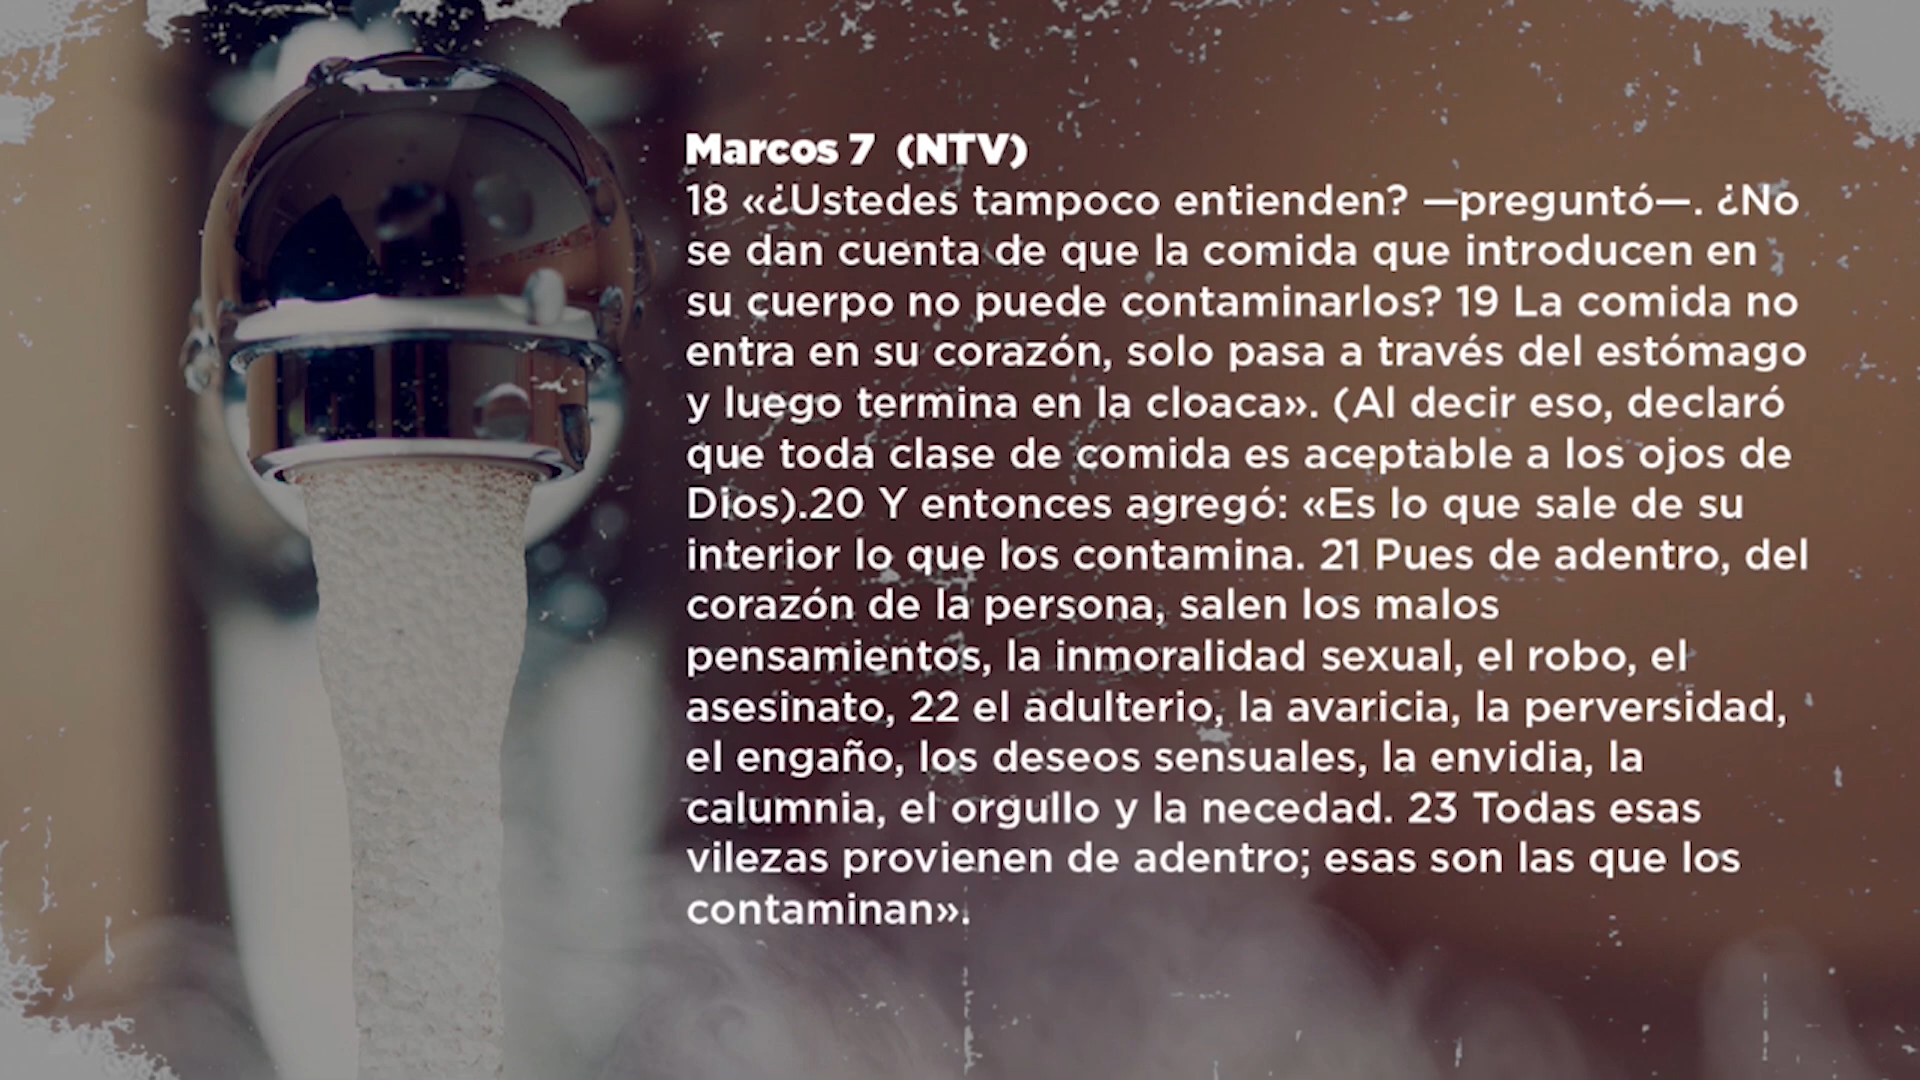 Marcos 7 (NTV)
18 «¿Ustedes tampoco entienden? —preguntó—. ¿No
se dan cuenta de que la comida que introducen en
su cuerpo no puede contaminarlos? 19 La comida no
entra en su corazón, solo pasa a través del estómago
y luego termina en la cloaca». (Al decir eso, declaró
que toda clase de comida es aceptable a los ojos de
Dios).20 Y entonces agregó: «Es lo que sale de su
interior lo que los contamina. 21 Pues de adentro, del
corazón de la persona, salen los malos
pensamientos, la inmoralidad sexual, el robo, el
asesinato, 22 el adulterio, la avaricia, la perversidad,
el engaño, los deseos sensuales, la envidia, la
calumnia, el orgullo y la necedad. 23 Todas esas
vilezas provienen de adentro; esas son las que los
contaminan».